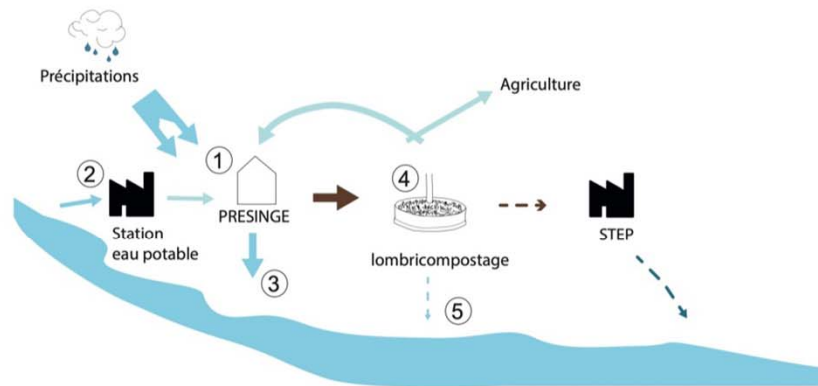 Précipitations
Agriculture
1
2
4
PRESINGE
Station
eau potable
STEP
lombricompostage
3
5